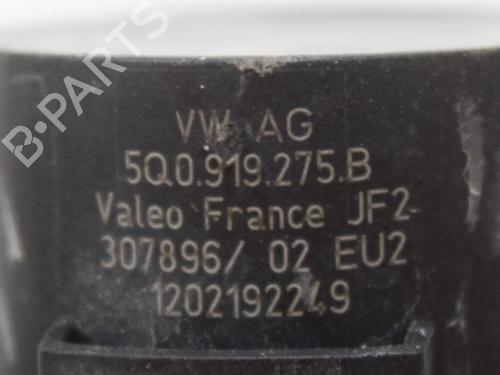 VW AG
5Q0.919.275.B
Valeo France JF2
307896/ 02 EU2
1202192249
B-PARTS